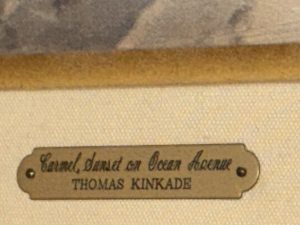 Carmel, Sunset on Ocean Avenue
THOMAS KINKADE